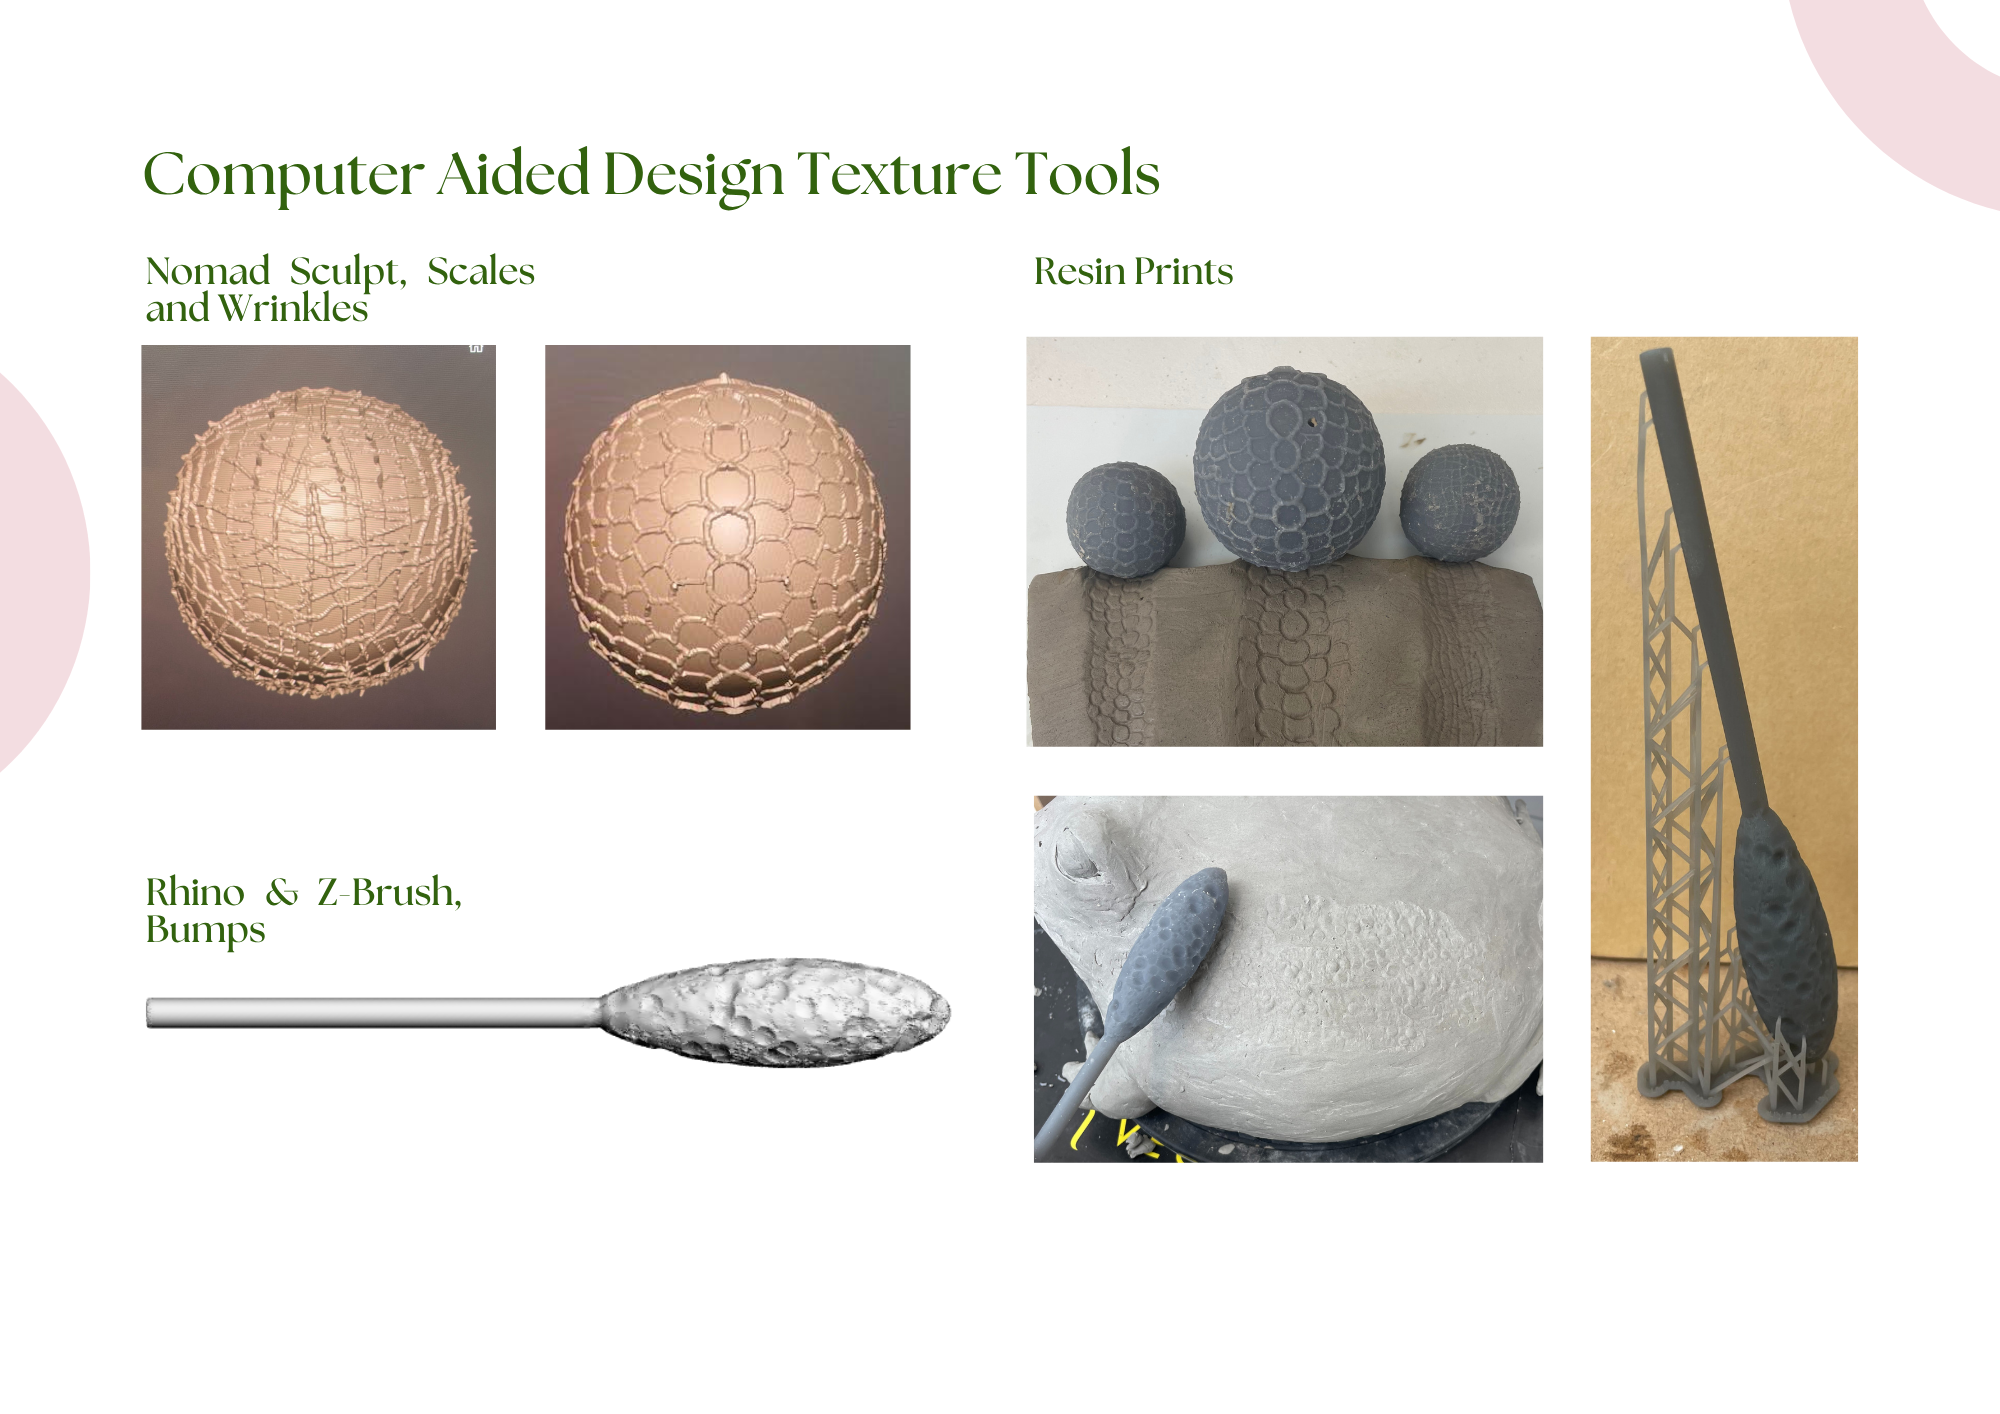 Computer Aided Design Texture Tools
Nomad Sculpt, Scales
and Wrinkles
Resin Prints
Rhino & Z-Brush,
Bumps